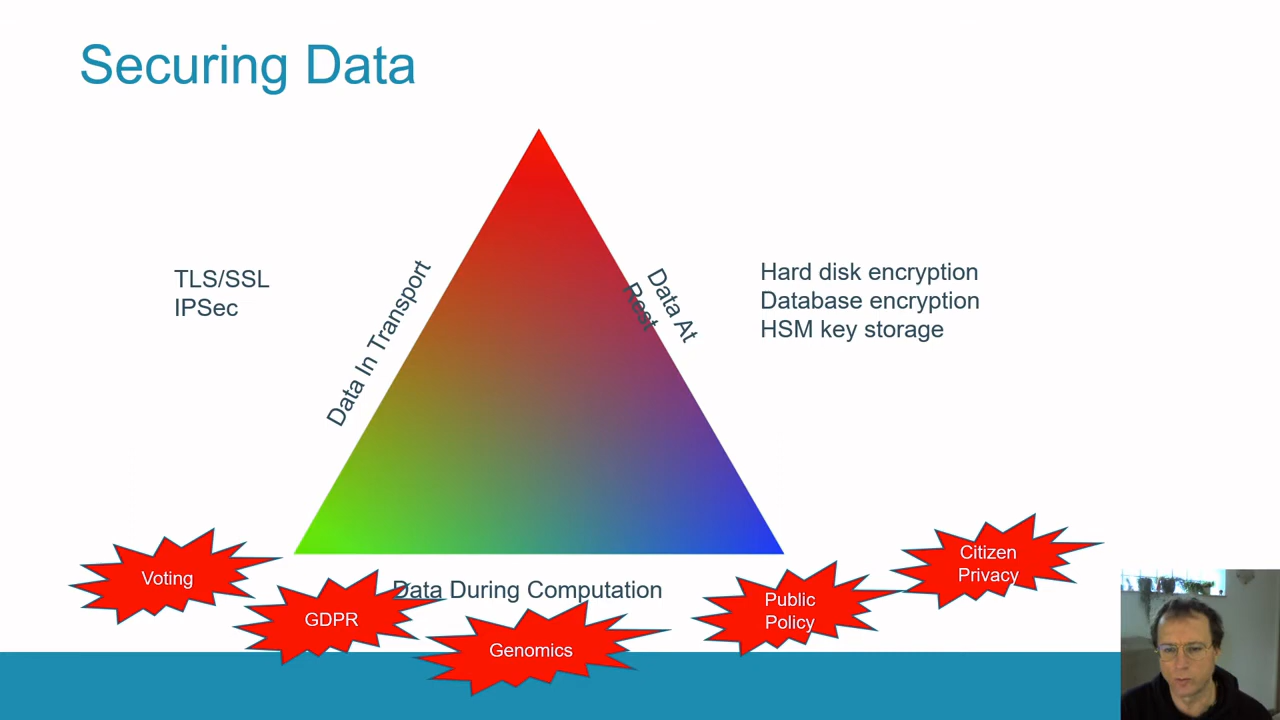 Securing Data
TLS/SSL
IPSec
Data In Transport
Data At
Rest
Hard disk encryption
Database encryption
HSM key storage
Data During Computation
Voting
GDPR
Genomics
Public
Policy
Citizen
Privacy